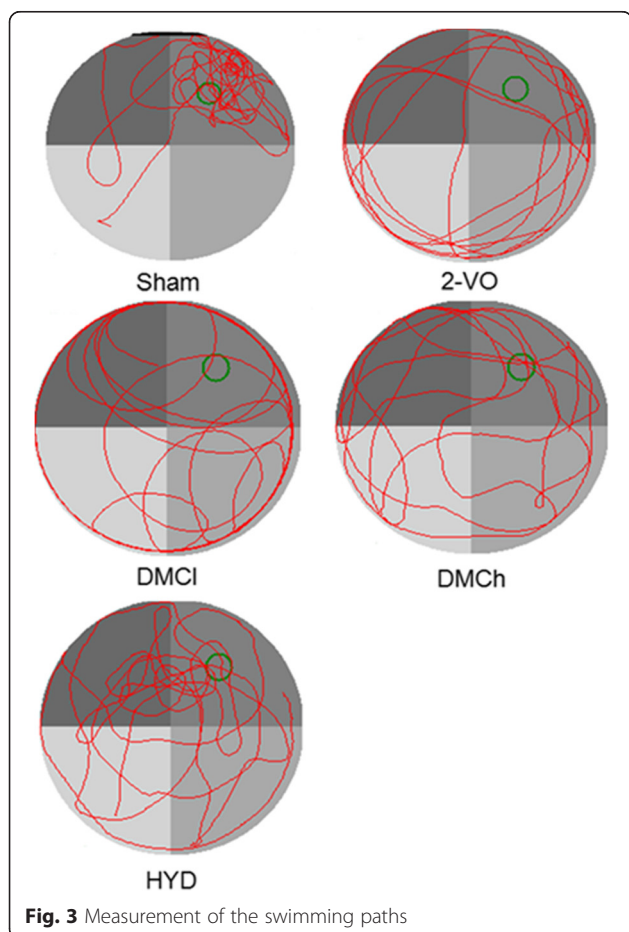 Sham
2-VO
DMCl
DMCh
HYD
Fig. 3 Measurement of the swimming paths